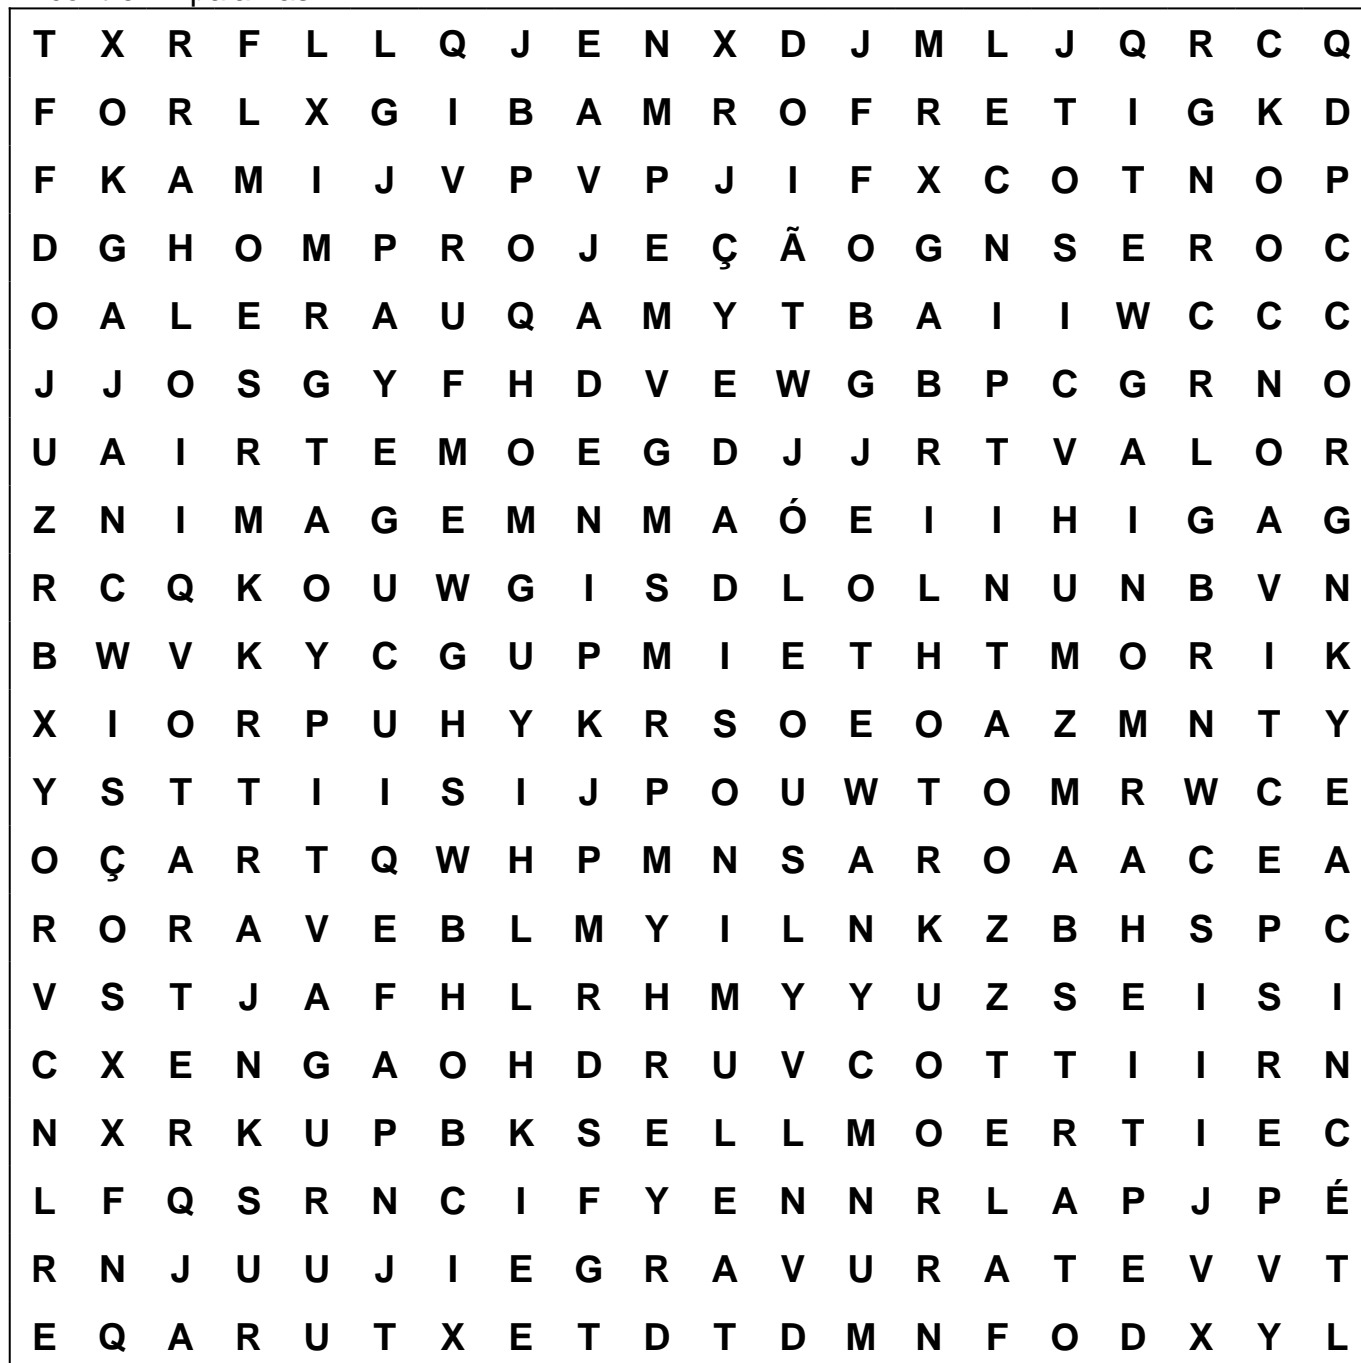 T X R F L L Q J E N X D J M L J Q R C Q
F O R L X G I B A M R O F R E T I G K D
F K A M I J V P V P J I F X C O T N O P
D G H O M P R O J E Ç Ã O G N S E R O C
O A L E R A U Q A M Y T B A I I W C C C
J J O S G Y F H D V E W G B P C G R N O
U A I R T E M O E G D J J R T V A L O R
Z N I M A G E M N M A Ó E I I H I G A G
R C Q K O U W G I S D L O L N U N B V N
B W V K Y C G U P M I E T H T M O R I K
X I O R P U H Y K R S O E O A Z M N T Y
Y S T T I I S I J P O U W T O M R W C E
O Ç A R T Q W H P M N S A R O A A C E A
R O R A V E B L M Y I L N K Z B H S P C
V S T J A F H L R H M Y Y U Z S E I S I
C X E N G A O H D R U V C O T T I I R N
N X R K U P B K S E L L M O E R T I E C
L F Q S R N C I F Y E N N R L A P J P É
R N J U U J I E G R A V U R A T E V V T
E Q A R U T X E T D T D M N F O D X Y L